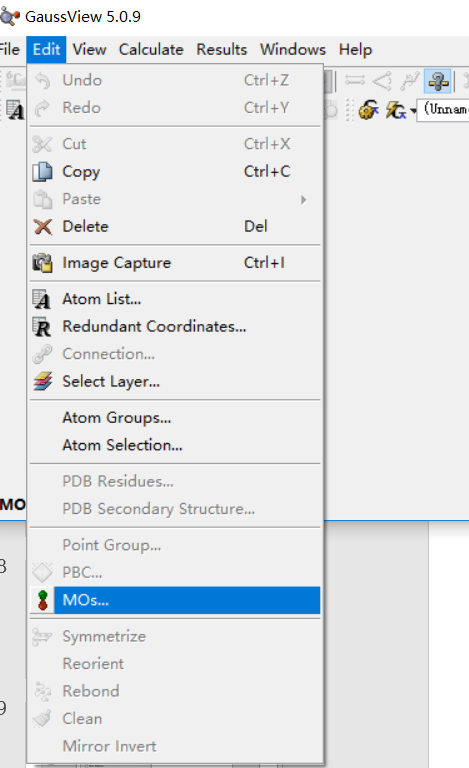 GaussView 5.0.9
File Edit View Calculate Results Windows Help
Undo Ctrl+Z
Redo Ctrl+Y
(Unnam
Cut Ctrl+X
Copy Ctrl+C
Paste
Delete Del
Image Capture Ctrl+I
Atom List...
Redundant Coordinates...
Connection...
Select Layer...
Atom Groups...
Atom Selection...
PDB Residues...
MO
PDB Secondary Structure...
Point Group...
8
PBC...
MOs...
Symmetrize
Reorient
Rebond
9
Clean
Mirror Invert